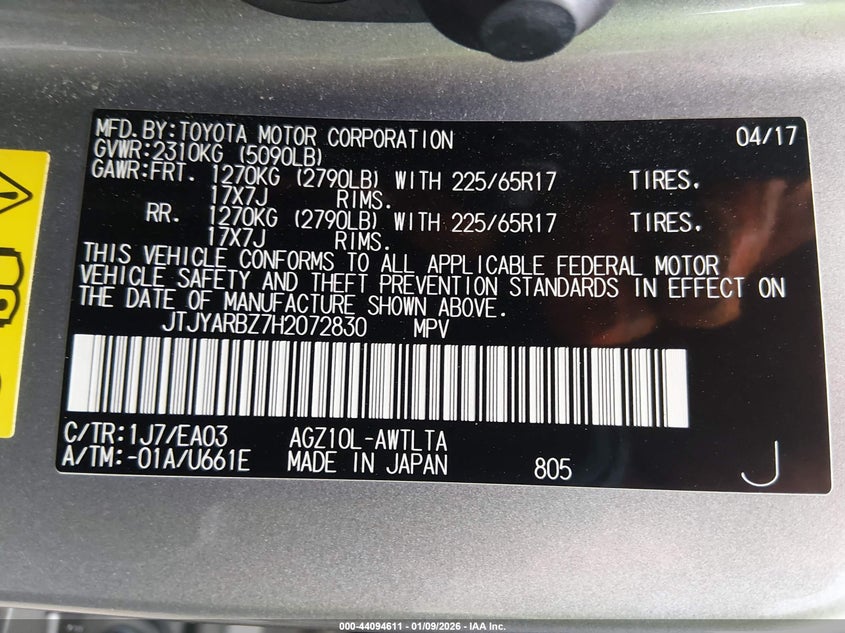 MFD.BY:TOYOTA MOTOR CORPORATION 04/17
GVWR:2310KG (5090LB)
GAWR:FRT. 1270KG (2790LB) WITH 225/65R17 TIRES.
17X7J RIMS.
RR. 1270KG (2790LB) WITH 225/65R17 TIRES.
17X7J RIMS.
THIS VEHICLE CONFORMS TO ALL APPLICABLE FEDERAL MOTOR
VEHICLE SAFETY AND THEFT PREVENTION STANDARDS IN EFFECT ON
THE DATE OF MANUFACTURE SHOWN ABOVE.
JTJYARBZ7H2072830 MPV
C/TR:1J7/EA03 AGZ10L-AWTLTA
A/TM:-01A/U661E MADE IN JAPAN 805 J
000-44094611 - 01/09/2026 - IAA Inc.